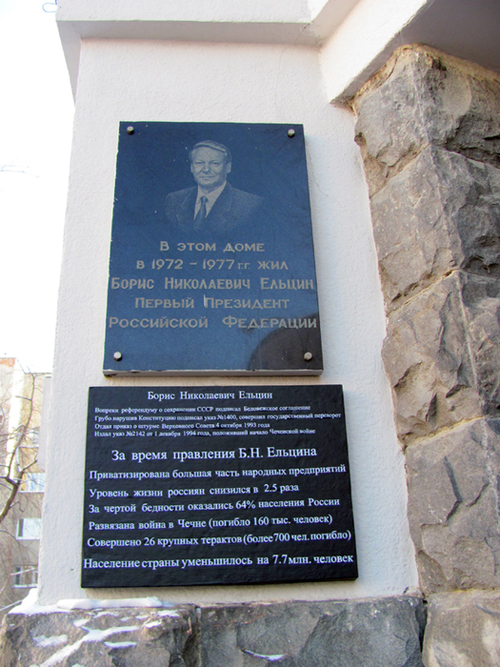 В этом доме
в 1972 - 1977 г.г. жил
Борис Николаевич Ельцин
Первый Президент
Российской Федерации
Борис Николаевич Ельцин
Вопреки референдуму о сохранении СССР подписал Беловежское соглашение
Грубо нарушив Конституцию подписал указ №1400, совершил государственный переворот
Отдал приказ о штурме Верховного Совета 4 октября 1993 года
Издал указ №2142 от 1 декабря 1994 года, положивший начало Чеченской войне
За время правления Б.Н. Ельцина
Приватизирована большая часть народных предприятий
Уровень жизни россиян снизился в 2.5 раза
За чертой бедности оказались 64% населения России
Развязана война в Чечне (погибло 160 тыс. человек)
Совершено 26 крупных терактов (более 700 чел. погибло)
Население страны уменьшилось на 7.7 млн. человек